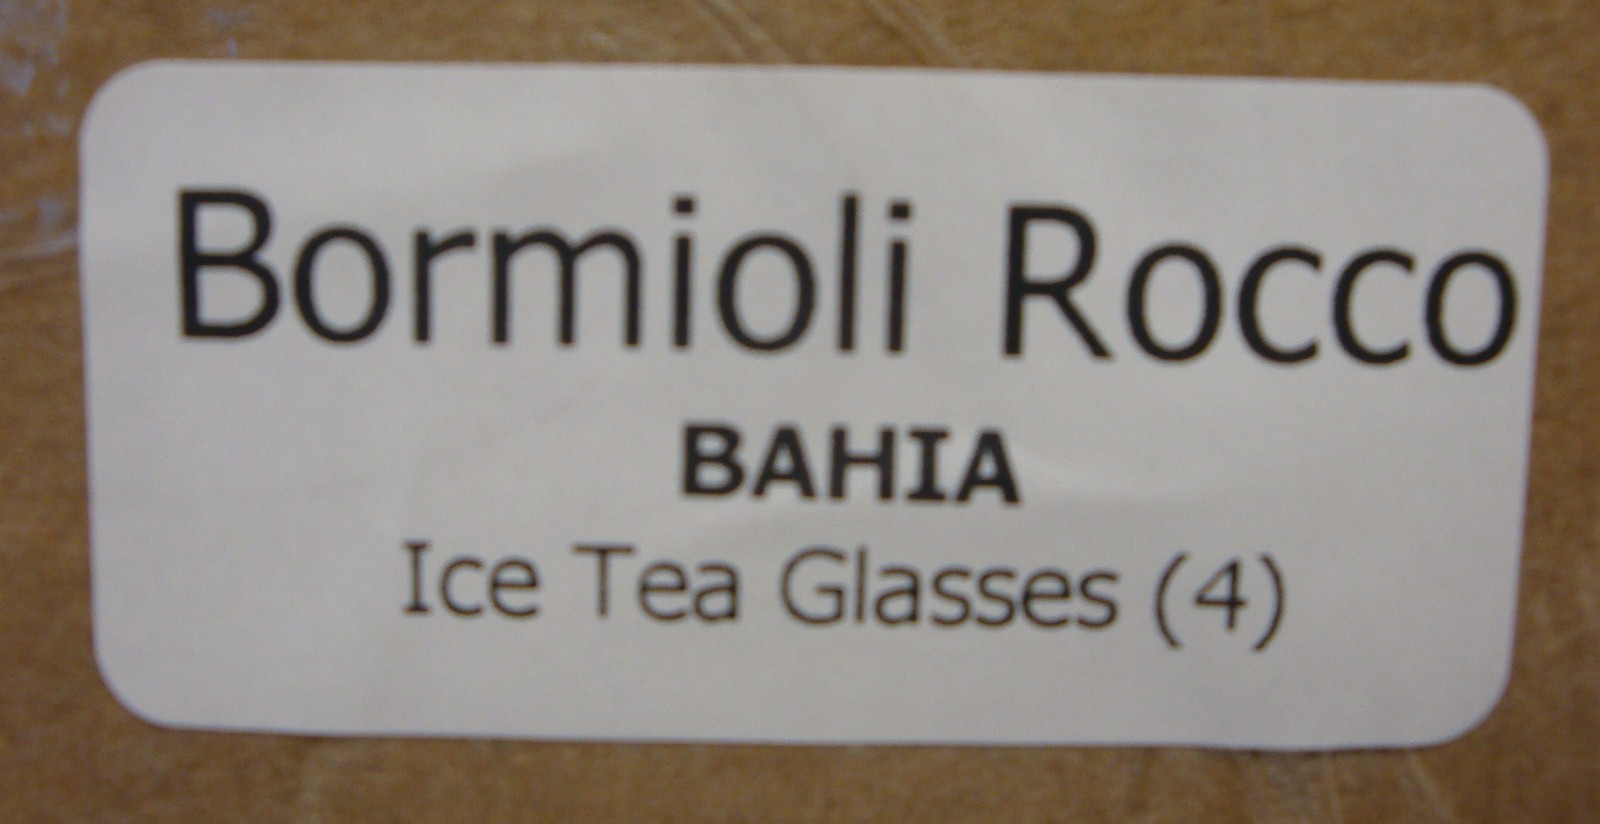 Bormioli Rocco
BAHIA
Ice Tea Glasses (4)